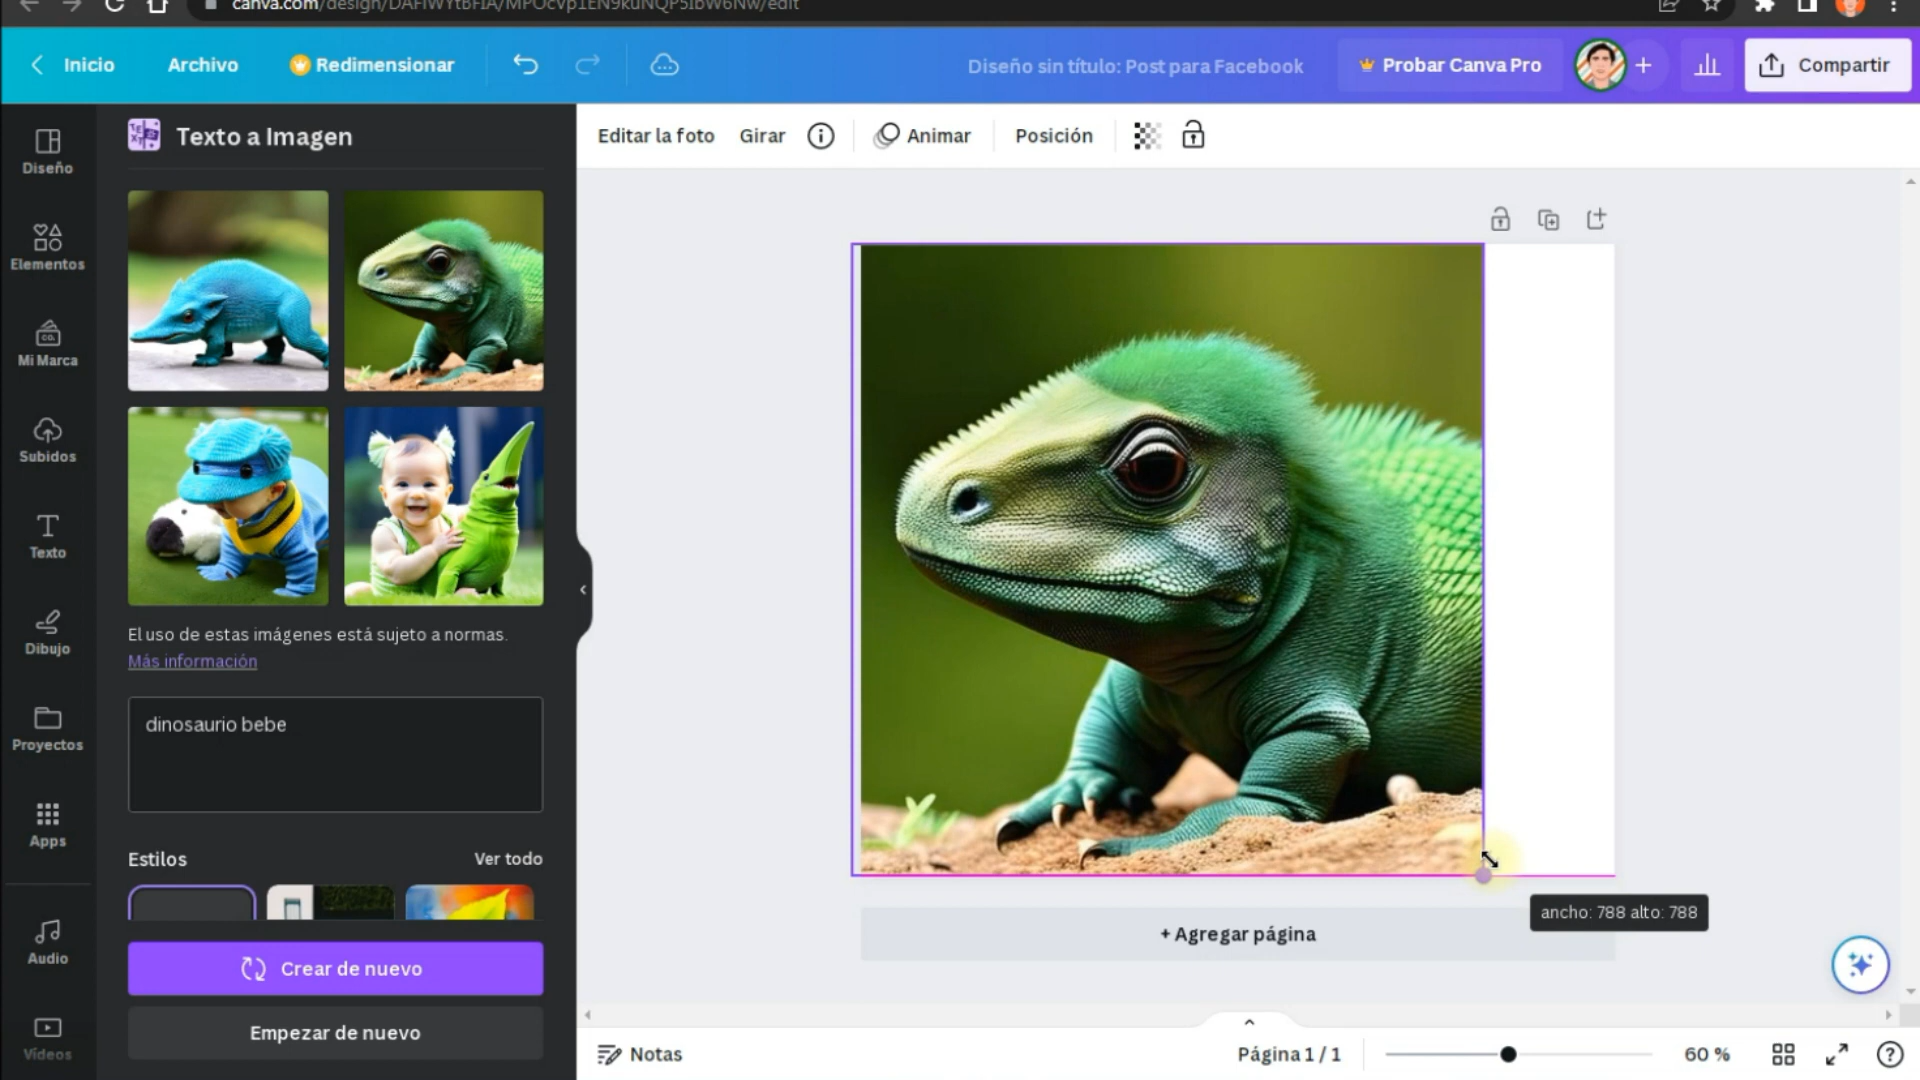 Inicio
Archivo
Redimensionar
Diseño sin título: Post para Facebook
Probar Canva Pro
+
Compartir
Diseño
Elementos
CO.
Mi Marca
Subidos
Texto
Dibujo
Proyectos
Apps
Audio
Vídeos
Texto a Imagen
El uso de estas imágenes está sujeto a normas.
Más información
dinosaurio bebe
Estilos
Ver todo
Crear de nuevo
Empezar de nuevo
Editar la foto
Girar
Animar
Posición
ancho: 788 alto: 788
+ Agregar página
Notas
Página 1 / 1
60 %